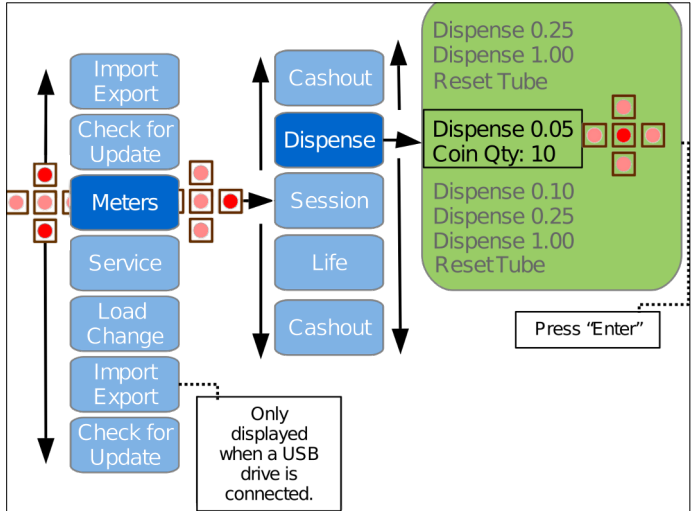 Import
Export
Check for
Update
Meters
Service
Load
Change
Import
Export
Check for
Update
Only
displayed
when a USB
drive is
connected.
Cashout
Dispense
Session
Life
Cashout
Dispense 0.25
Dispense 1.00
Reset Tube
Dispense 0.05
Coin Qty: 10
Dispense 0.10
Dispense 0.25
Dispense 1.00
Reset Tube
Press “Enter”